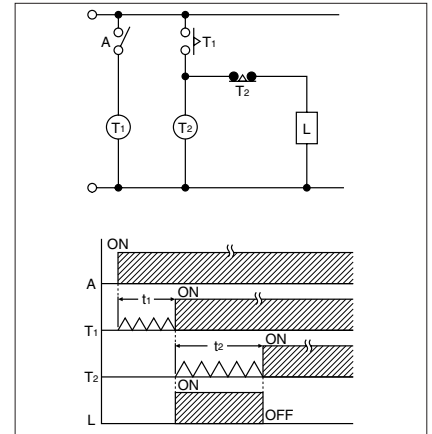 A T₁
T₂
T₁ T₂ L
ON
A
t₁ ON
T₁
t₂ ON
T₂
ON
L OFF